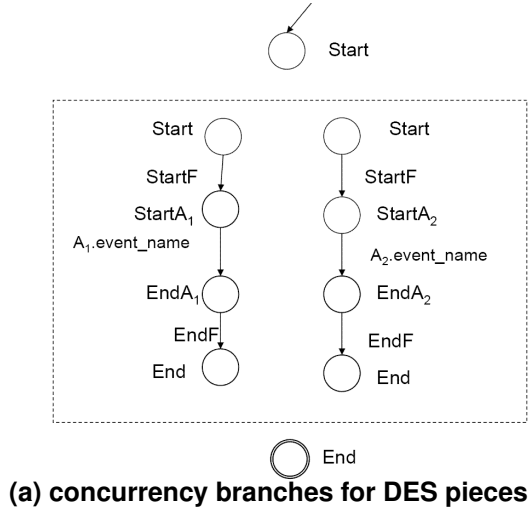 Start
Start Start
StartF StartF
StartA₁ StartA₂
A₁.event_name
A₂.event_name
EndA₁ EndA₂
EndF EndF
End End
End
(a) concurrency branches for DES pieces